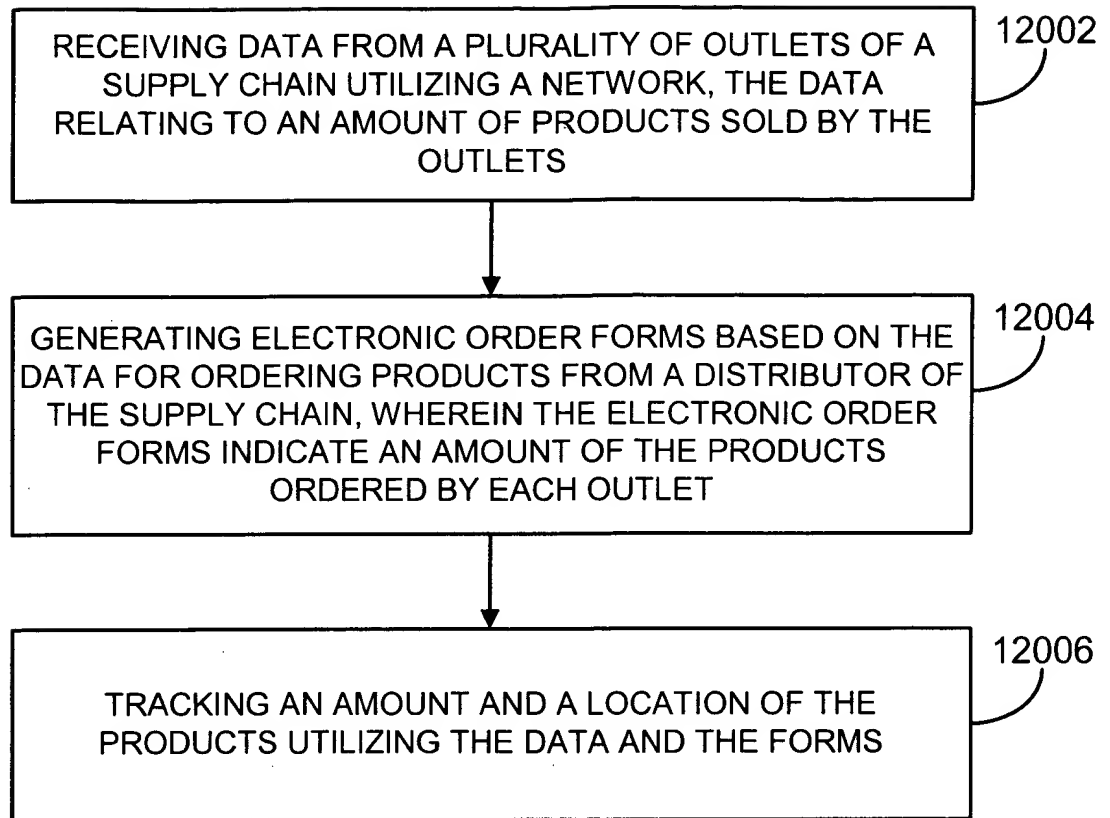 RECEIVING DATA FROM A PLURALITY OF OUTLETS OF A
SUPPLY CHAIN UTILIZING A NETWORK, THE DATA
RELATING TO AN AMOUNT OF PRODUCTS SOLD BY THE
OUTLETS
12002
GENERATING ELECTRONIC ORDER FORMS BASED ON THE
DATA FOR ORDERING PRODUCTS FROM A DISTRIBUTOR OF
THE SUPPLY CHAIN, WHEREIN THE ELECTRONIC ORDER
FORMS INDICATE AN AMOUNT OF THE PRODUCTS
ORDERED BY EACH OUTLET
12004
TRACKING AN AMOUNT AND A LOCATION OF THE
PRODUCTS UTILIZING THE DATA AND THE FORMS
12006